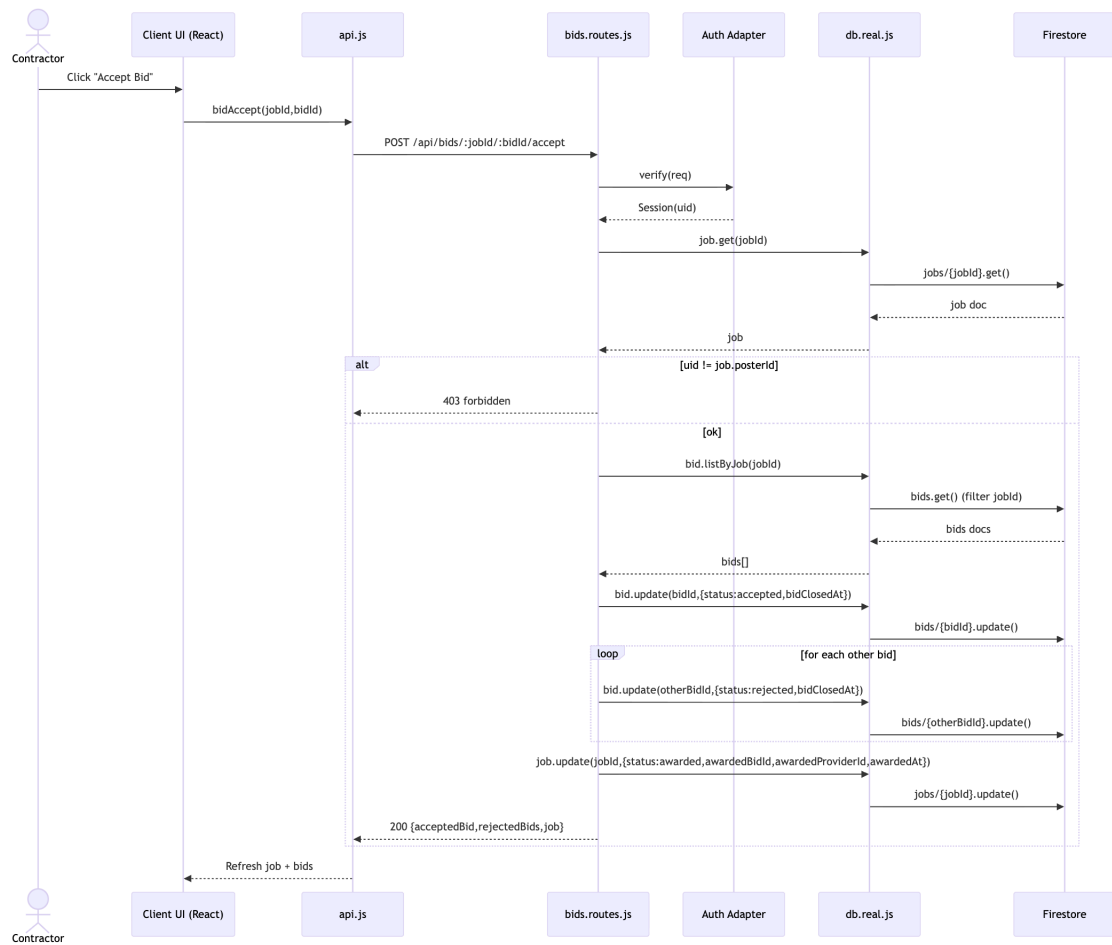 Contractor
Client UI (React)
api.js
bids.routes.js
Auth Adapter
db.real.js
Firestore
Click "Accept Bid"
bidAccept(jobId,bidId)
POST /api/bids/:jobId/:bidId/accept
verify(req)
Session(uid)
job.get(jobId)
jobs/{jobId}.get()
job doc
job
alt
[uid != job.posterId]
403 forbidden
[ok]
bid.listByJob(jobId)
bids.get() (filter jobId)
bids docs
bids[]
bid.update(bidId,{status:accepted,bidClosedAt})
bids/{bidId}.update()
loop
[for each other bid]
bid.update(otherBidId,{status:rejected,bidClosedAt})
bids/{otherBidId}.update()
job.update(jobId,{status:awarded,awardedBidId,awardedProviderId,awardedAt})
jobs/{jobId}.update()
200 {acceptedBid,rejectedBids,job}
Refresh job + bids
Contractor
Client UI (React)
api.js
bids.routes.js
Auth Adapter
db.real.js
Firestore